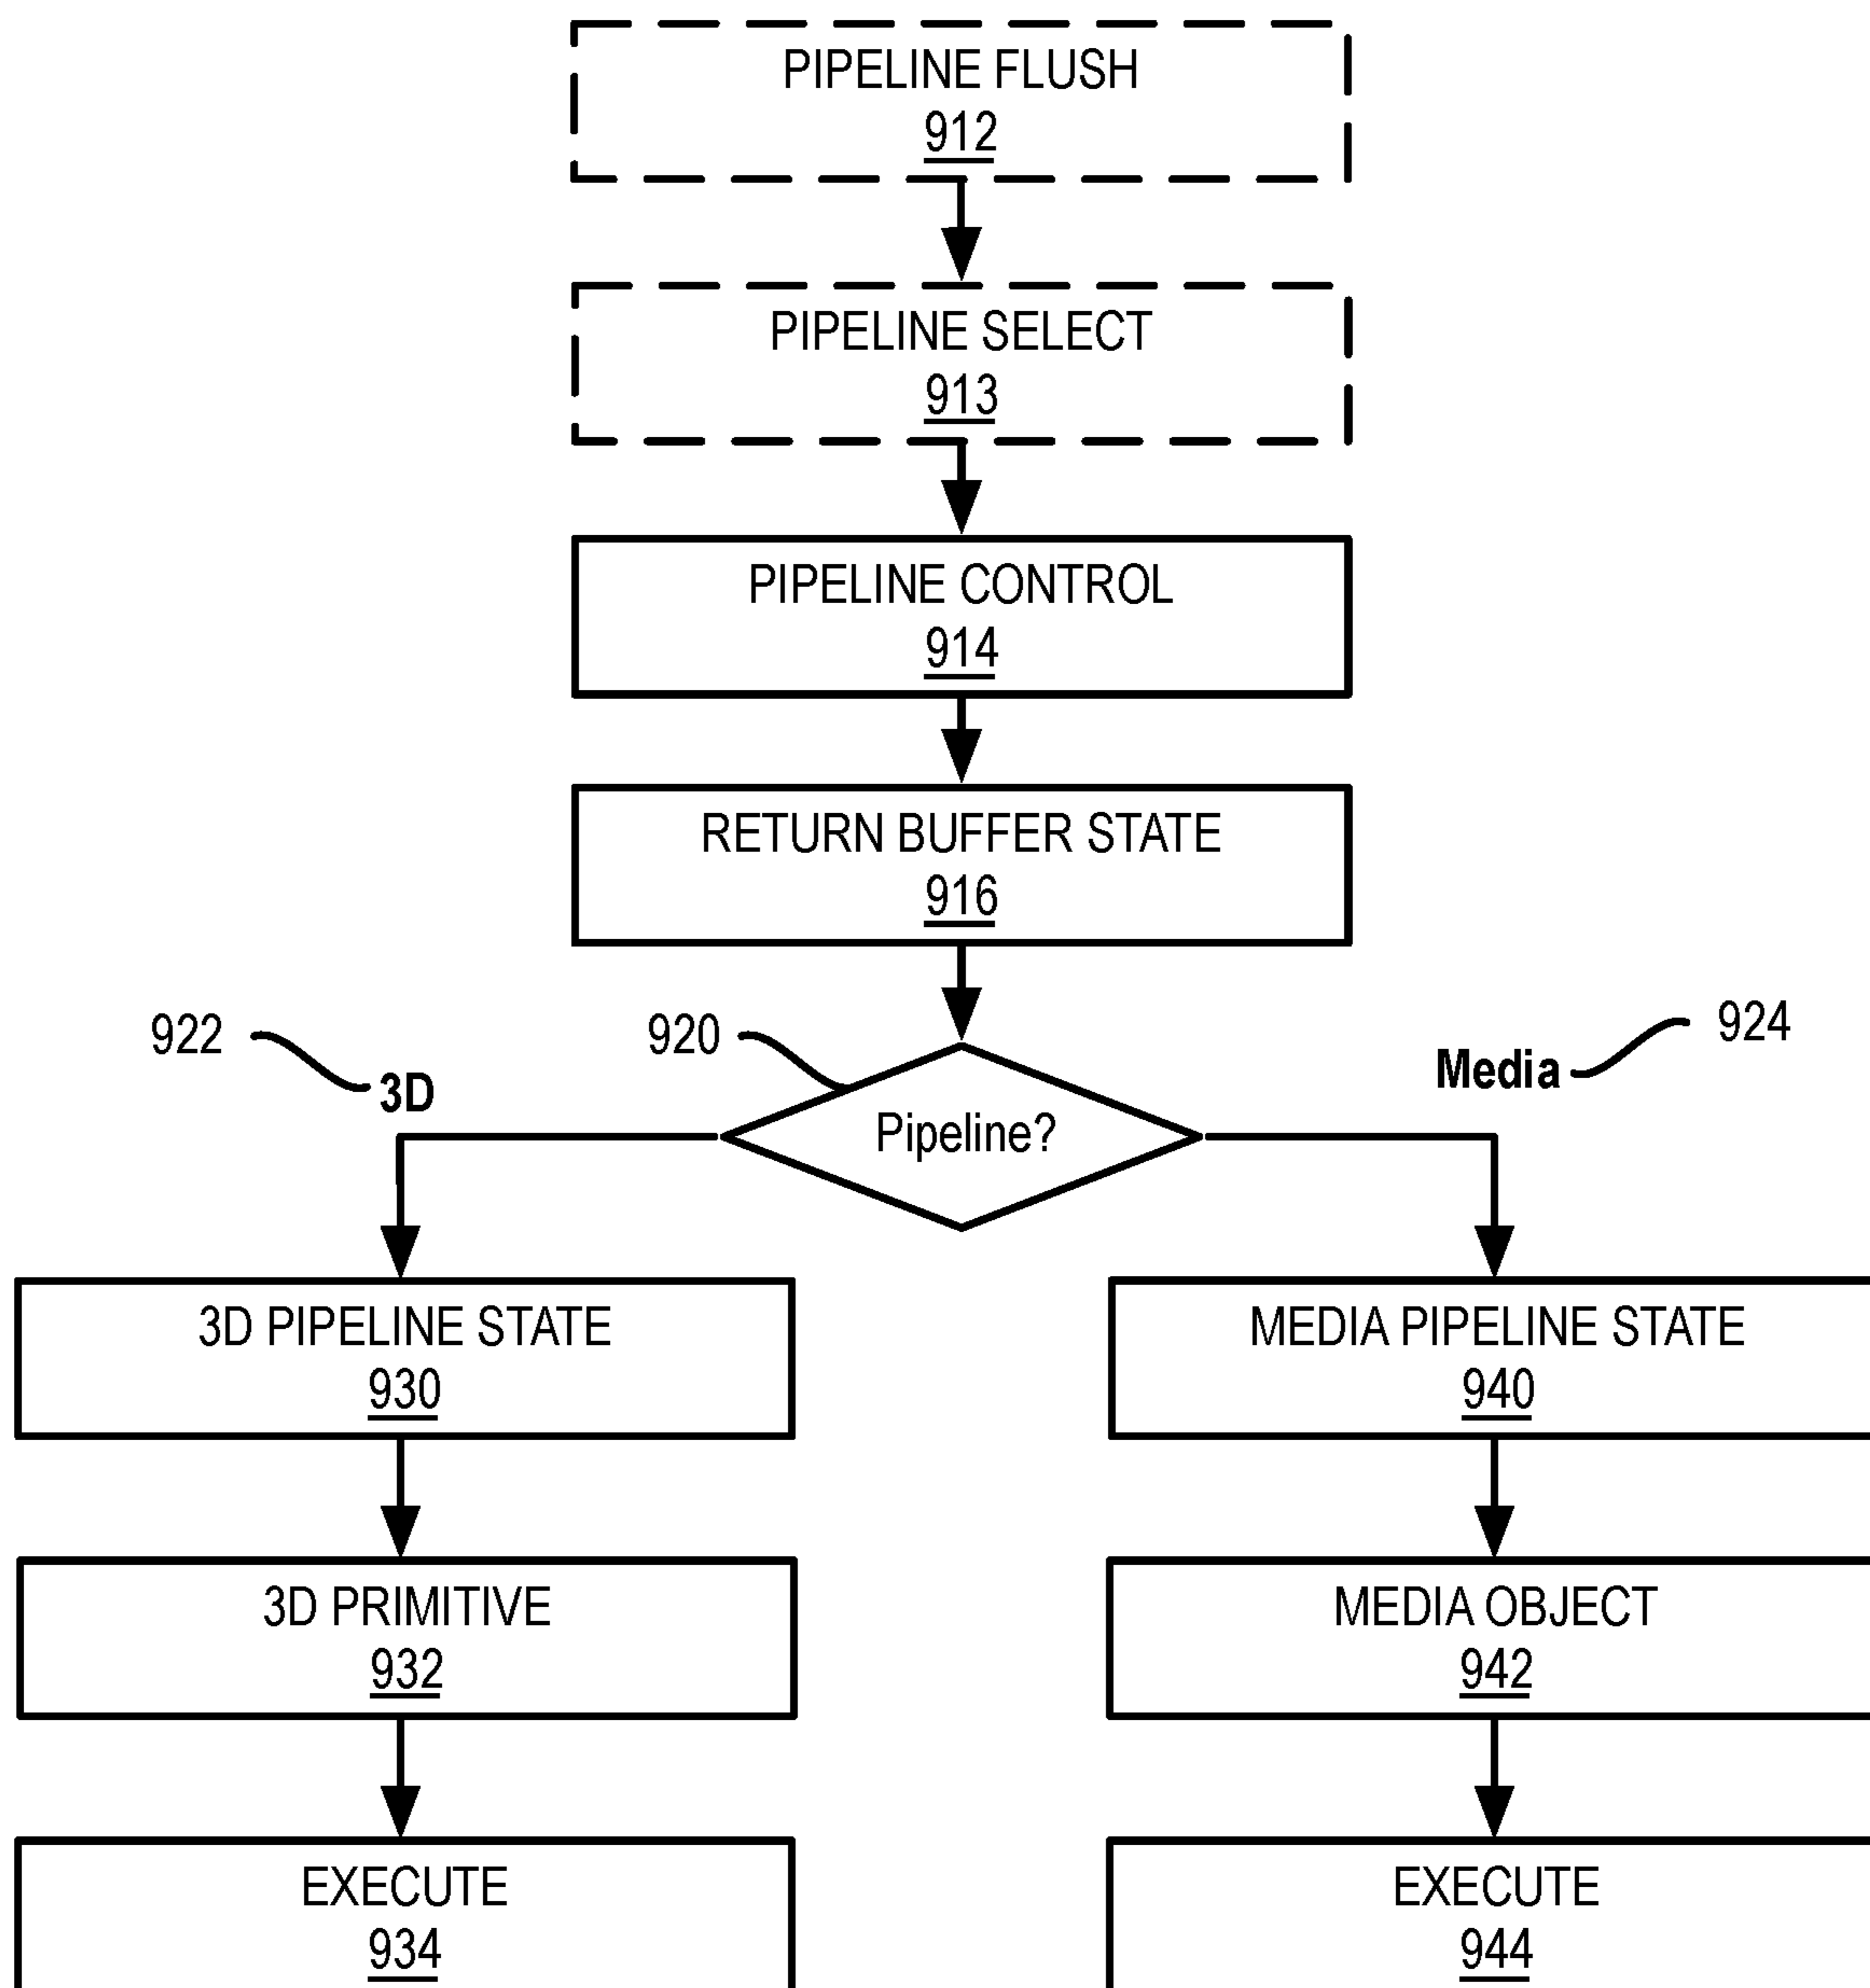 PIPELINE FLUSH
912
PIPELINE SELECT
913
PIPELINE CONTROL
914
RETURN BUFFER STATE
916
922
920
924
3D
Media
Pipeline?
3D PIPELINE STATE
930
MEDIA PIPELINE STATE
940
3D PRIMITIVE
932
MEDIA OBJECT
942
EXECUTE
934
EXECUTE
944